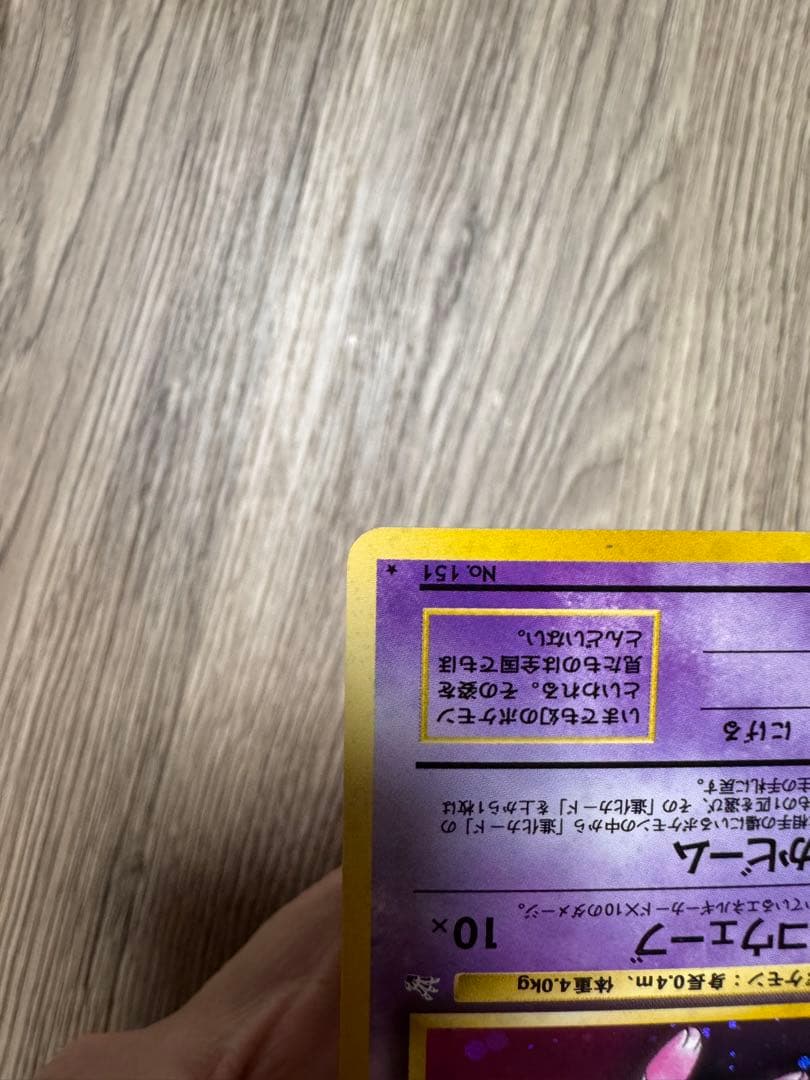 ケモン：身長0.4m、体重4.0kg
コウェーブ 10×
ているエネルギーカード×10のダメージ。
かビーム
相手の場にいるポケモンの中から「進化カード」の
もの1匹を選び、その「進化カード」を上から1枚は
主の手札に戻す。
にげる
いまでも幻のポケモン
といわれる。その姿を
見たものは全国でもほ
とんどいない。
No. 151 ★